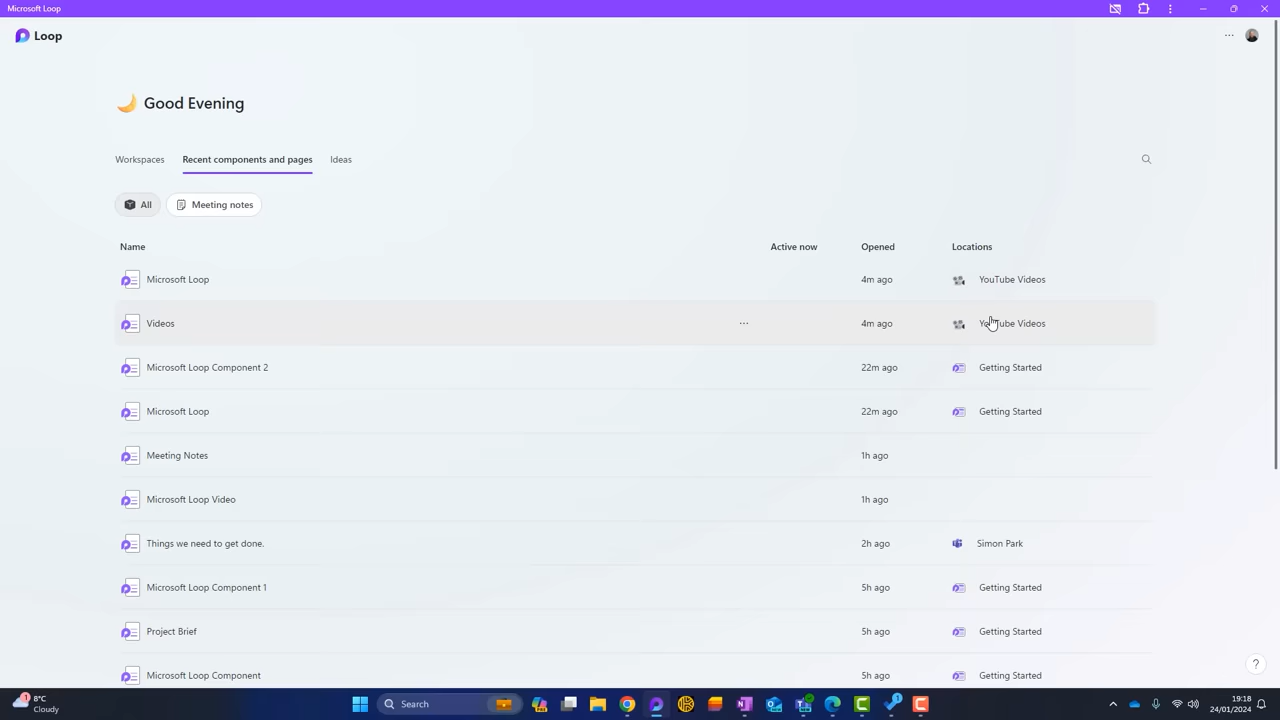 Microsoft Loop
Loop
Good Evening
Workspaces Recent components and pages Ideas
All Meeting notes
Name Active now Opened Locations
Microsoft Loop 4m ago YouTube Videos
Videos 4m ago YouTube Videos
Microsoft Loop Component 2 22m ago Getting Started
Microsoft Loop 22m ago Getting Started
Meeting Notes 1h ago
Microsoft Loop Video 1h ago
Things we need to get done. 2h ago Simon Park
Microsoft Loop Component 1 5h ago Getting Started
Project Brief 5h ago Getting Started
Microsoft Loop Component 5h ago Getting Started
8°C
Cloudy
Search
19:18
24/01/2024